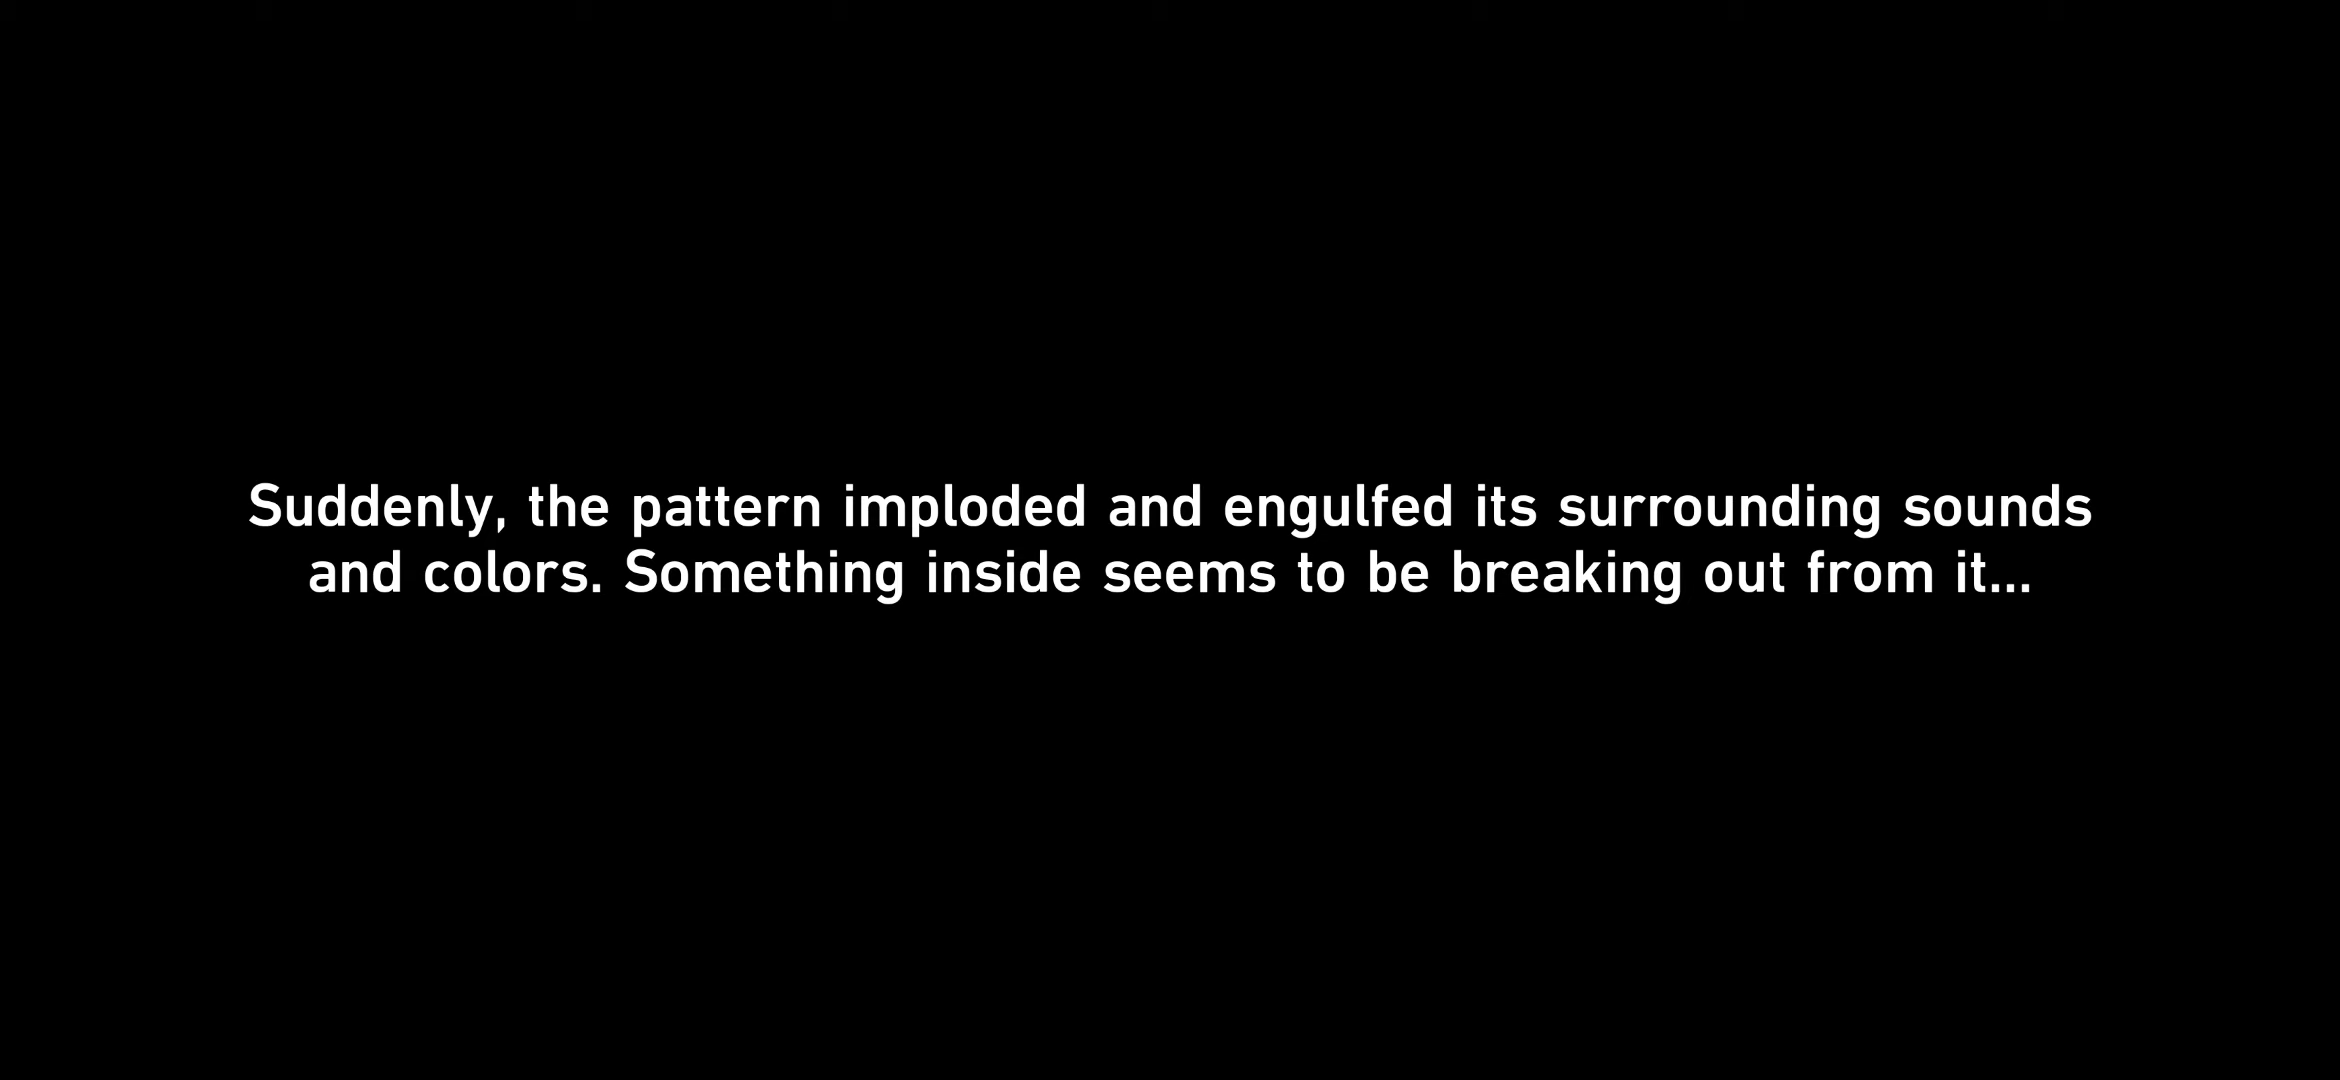 Suddenly, the pattern imploded and engulfed its surrounding sounds
and colors. Something inside seems to be breaking out from it...